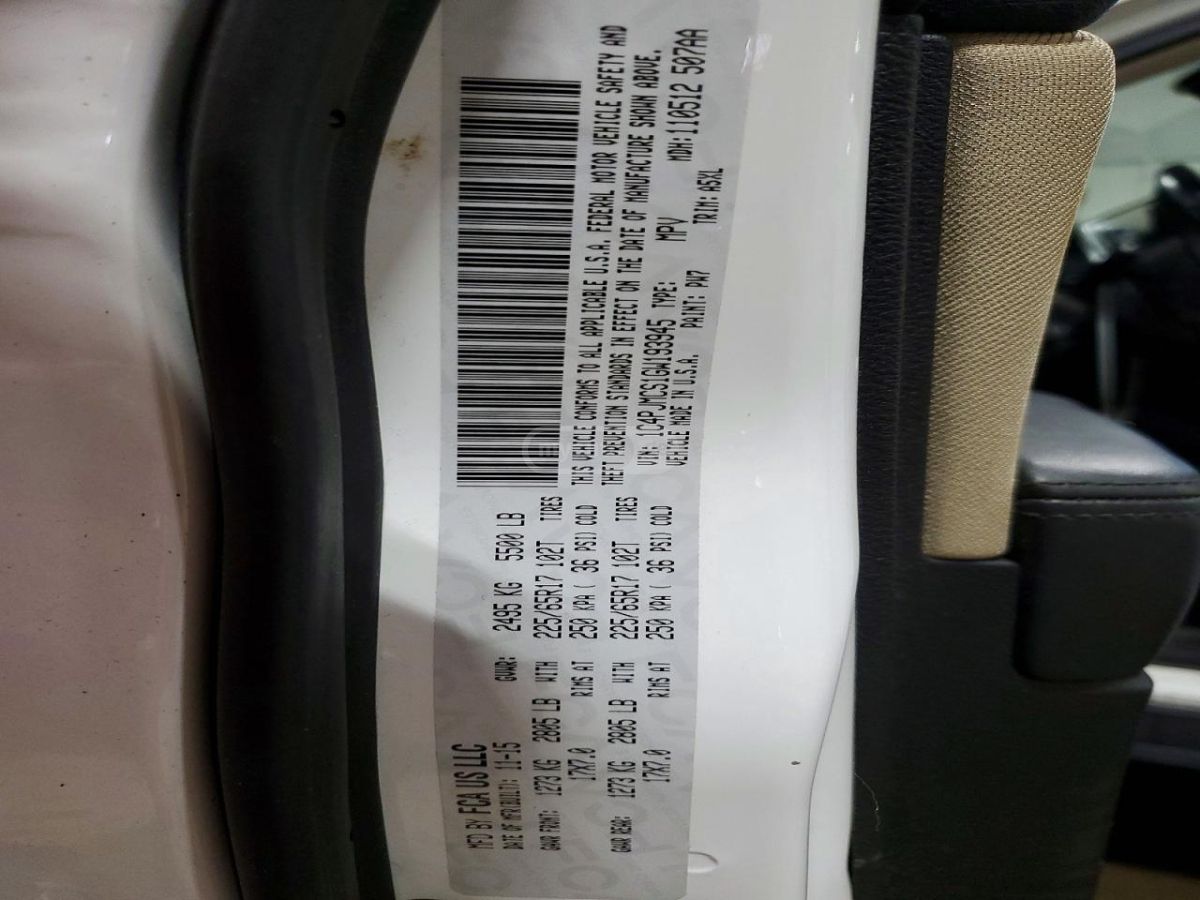 MFD BY FCA US LLC
DATE OF MFR(BUILT): 11-15 GVWR: 2495 KG 5500 LB
GAWR FRONT: 1273 KG 2805 LB WITH 225/65R17 102T TIRES
17X7.0 RIMS AT 250 KPA ( 36 PSI) COLD
GAWR REAR: 1273 KG 2805 LB WITH 225/65R17 102T TIRES
17X7.0 RIMS AT 250 KPA ( 36 PSI) COLD
THIS VEHICLE CONFORMS TO ALL APPLICABLE U.S.A. FEDERAL MOTOR VEHICLE SAFETY AND
THEFT PREVENTION STANDARDS IN EFFECT ON THE DATE OF MANUFACTURE SHOWN ABOVE.
VIN: 1C4PJMCS1GW193945 TYPE: MPV MDH:110512 507AA
VEHICLE MADE IN U.S.A. PAINT: PW7 TRIM: A5XL